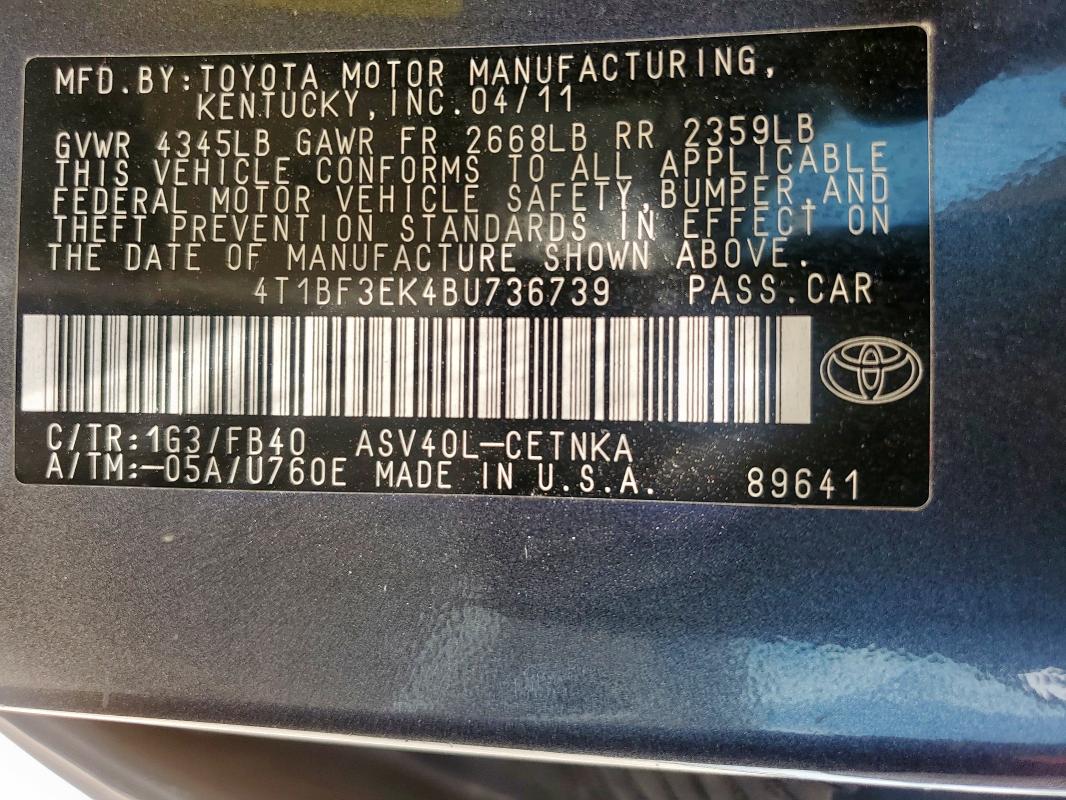 MFD.BY:TOYOTA MOTOR MANUFACTURING,
KENTUCKY,INC.04/11
GVWR 4345LB GAWR FR 2668LB RR 2359LB
THIS VEHICLE CONFORMS TO ALL APPLICABLE
FEDERAL MOTOR VEHICLE SAFETY,BUMPER,AND
THEFT PREVENTION STANDARDS IN EFFECT ON
THE DATE OF MANUFACTURE SHOWN ABOVE.
4T1BF3EK4BU736739 PASS.CAR
C/TR:1G3/FB40 ASV40L-CETNKA
A/TM:-05A/U760E MADE IN U.S.A. 89641